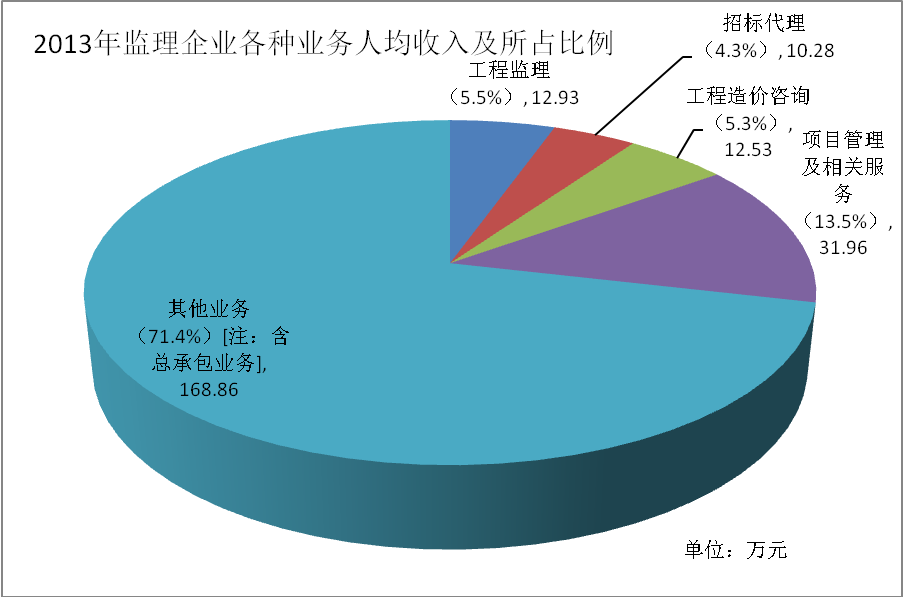 2013年监理企业各种业务人均收入及所占比例
招标代理
（4.3%）, 10.28
工程监理
（5.5%）, 12.93
工程造价咨询
（5.3%）,
12.53
项目管理
及相关服
务
（13.5%）,
31.96
其他业务
（71.4%）[注：含
总承包业务],
168.86
单位：万元